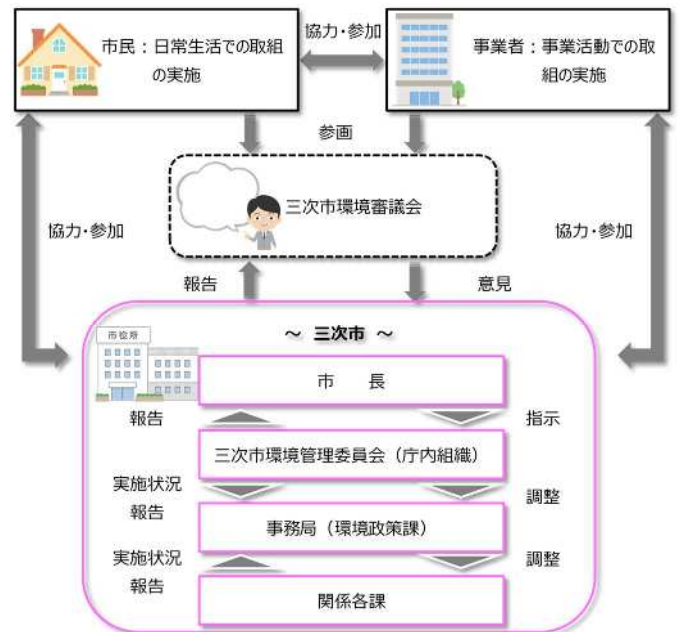 市民：日常生活での取組
の実施
協力・参加
事業者：事業活動での取
組の実施
参画
三次市環境審議会
協力・参加
協力・参加
報告
意見
市役所
～ 三次市 ～
市　　長
報告
指示
三次市環境管理委員会（庁内組織）
実施状況
報告
調整
事務局（環境政策課）
実施状況
報告
調整
関係各課